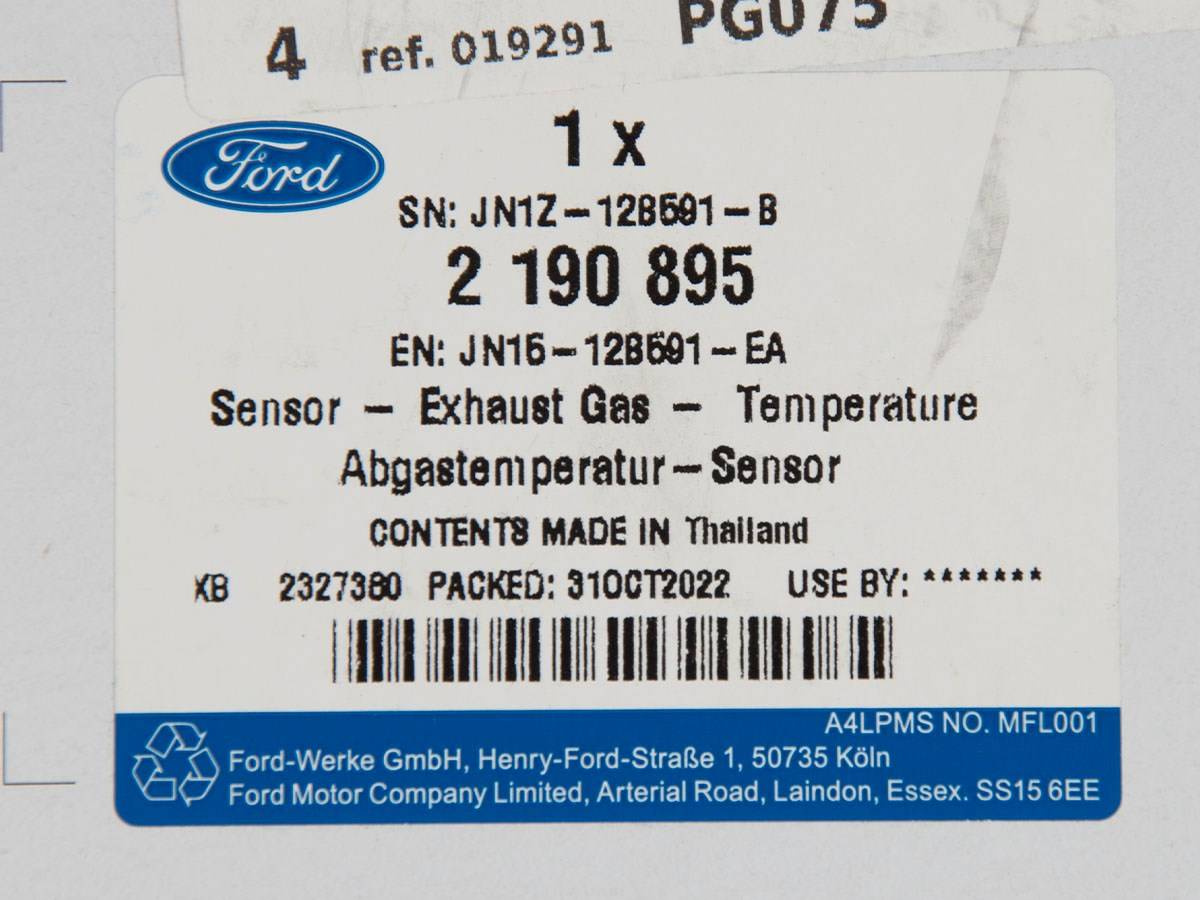 4 ref. 019291 PG075
Ford
1 x
SN: JN1Z-12B591-B
2 190 895
EN: JN15-12B591-EA
Sensor - Exhaust Gas - Temperature
Abgastemperatur-Sensor
CONTENTS MADE IN Thailand
XB 2327380 PACKED: 31OCT2022 USE BY: *******
A4LPMS NO. MFL001
Ford-Werke GmbH, Henry-Ford-Straße 1, 50735 Köln
Ford Motor Company Limited, Arterial Road, Laindon, Essex. SS15 6EE